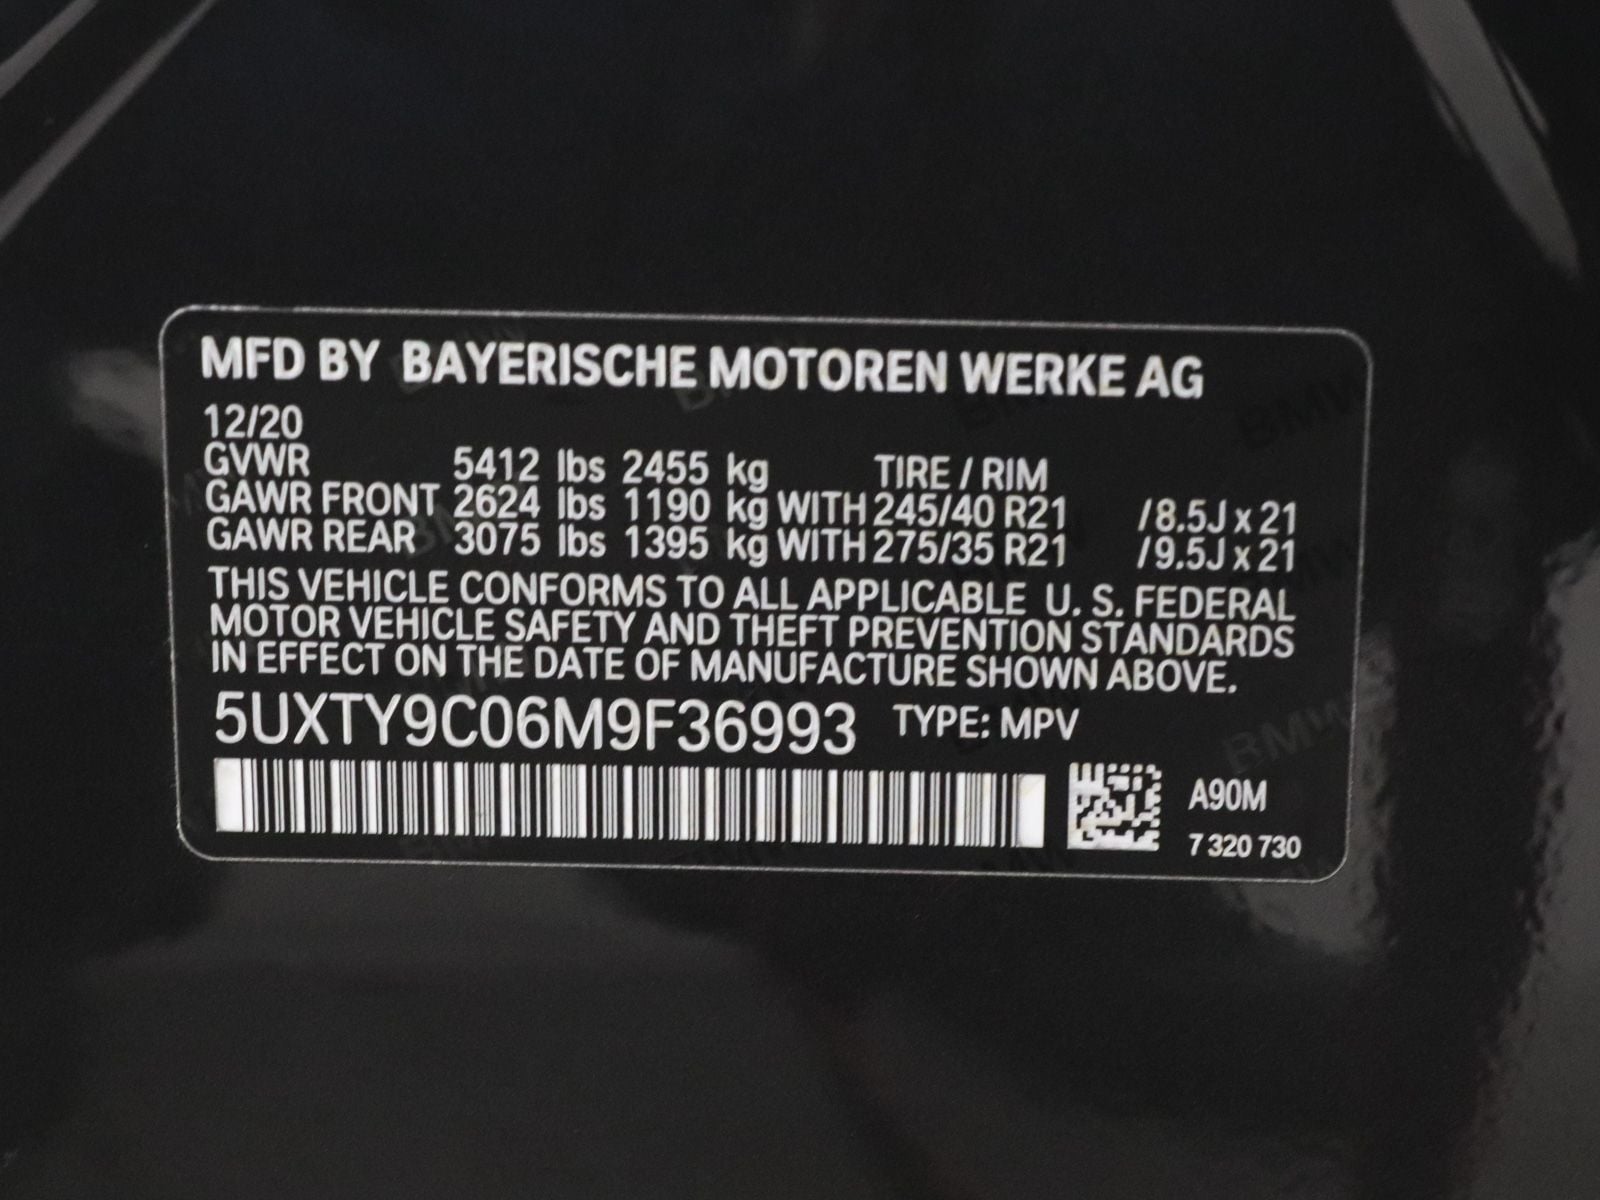 MFD BY BAYERISCHE MOTOREN WERKE AG
12/20
GVWR 5412 lbs 2455 kg TIRE / RIM
GAWR FRONT 2624 lbs 1190 kg WITH 245/40 R21 /8.5J x 21
GAWR REAR 3075 lbs 1395 kg WITH 275/35 R21 /9.5J x 21
THIS VEHICLE CONFORMS TO ALL APPLICABLE U. S. FEDERAL
MOTOR VEHICLE SAFETY AND THEFT PREVENTION STANDARDS
IN EFFECT ON THE DATE OF MANUFACTURE SHOWN ABOVE.
5UXTY9C06M9F36993 TYPE: MPV
A90M
7 320 730